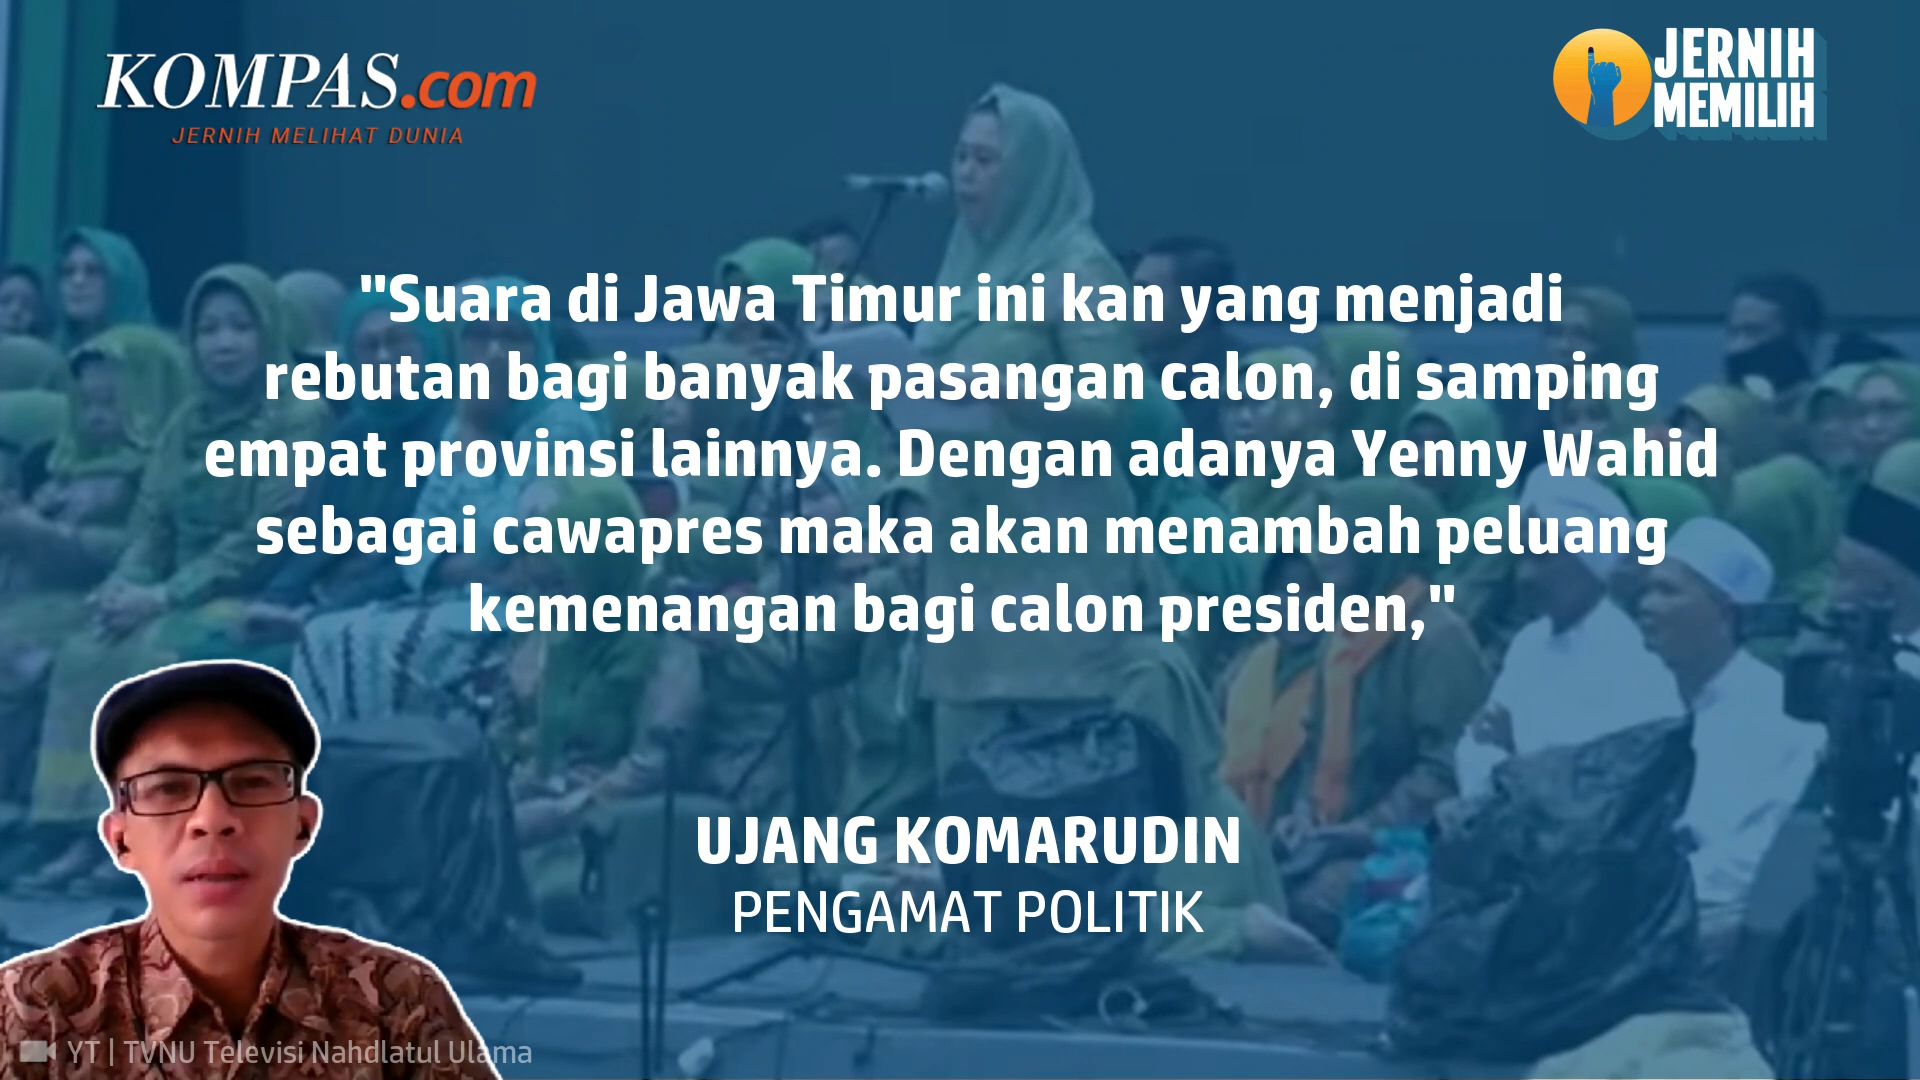 KOMPAS.com
JERNIH MELIHAT DUNIA
JERNIH
MEMILIH
"Suara di Jawa Timur ini kan yang menjadi
rebutan bagi banyak pasangan calon, di samping
empat provinsi lainnya. Dengan adanya Yenny Wahid
sebagai cawapres maka akan menambah peluang
kemenangan bagi calon presiden,"
UJANG KOMARUDIN
PENGAMAT POLITIK
YT | TVNU Televisi Nahdlatul Ulama